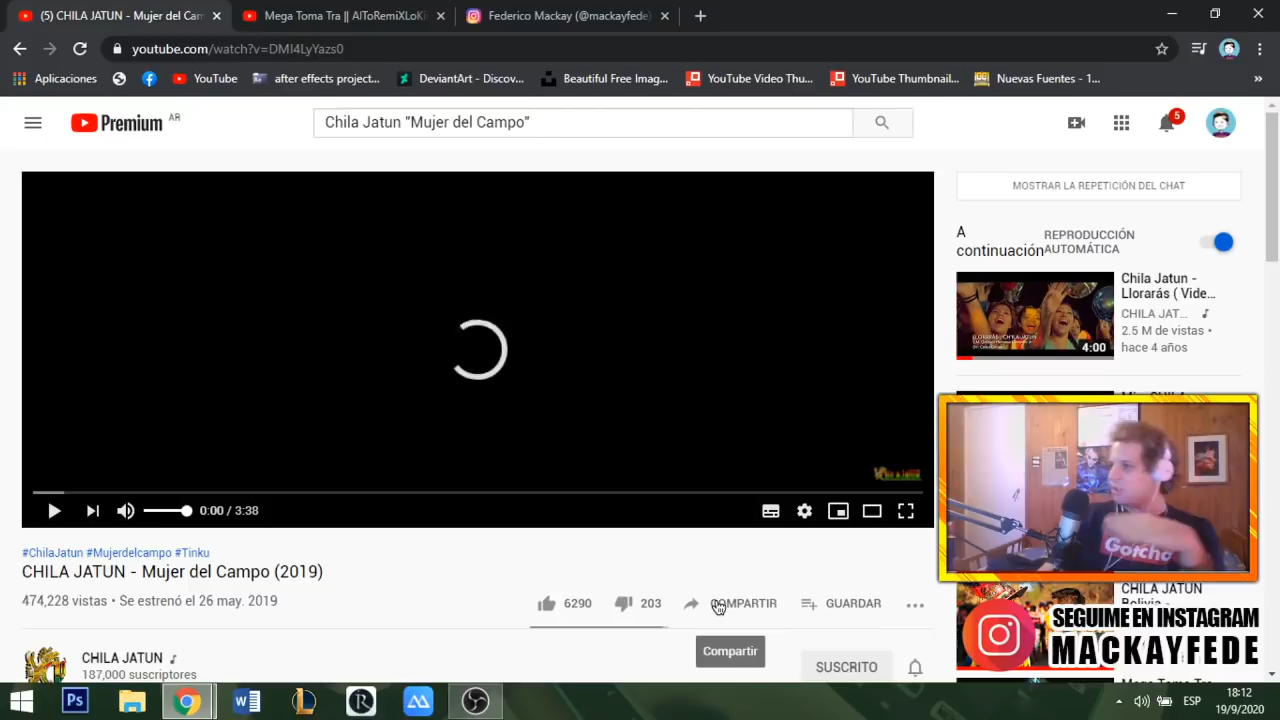 (5) CHILA JATUN - Mujer del Cam
Mega Toma Tra || AlToRemiXLoKi
Federico Mackay (@mackayfede)
youtube.com/watch?v=DMI4LyYazs0
Aplicaciones
YouTube
after effects project...
DeviantArt - Discov...
Beautiful Free Imag...
YouTube Video Thu...
YouTube Thumbnail...
Nuevas Fuentes - 1...
»
Premium AR
Chila Jatun "Mujer del Campo"
5
MOSTRAR LA REPETICIÓN DEL CHAT
A continuación
REPRODUCCIÓN AUTOMÁTICA
Chila Jatun -
Llorarás ( Vide...
CHILA JAT...
2.5 M de vistas •
hace 4 años
4:00
0:00 / 3:38
#ChilaJatun #Mujerdelcampo #Tinku
CHILA JATUN - Mujer del Campo (2019)
474,228 vistas • Se estrenó el 26 may. 2019
6290
203
COMPARTIR
GUARDAR
Compartir
CHILA JATUN
187,000 suscriptores
SUSCRITO
Gotcha
CHILA JATUN
Bolivia -
SEGUIME EN INSTAGRAM
MACKAYFEDE
Ps
ESP
18:12
19/9/2020